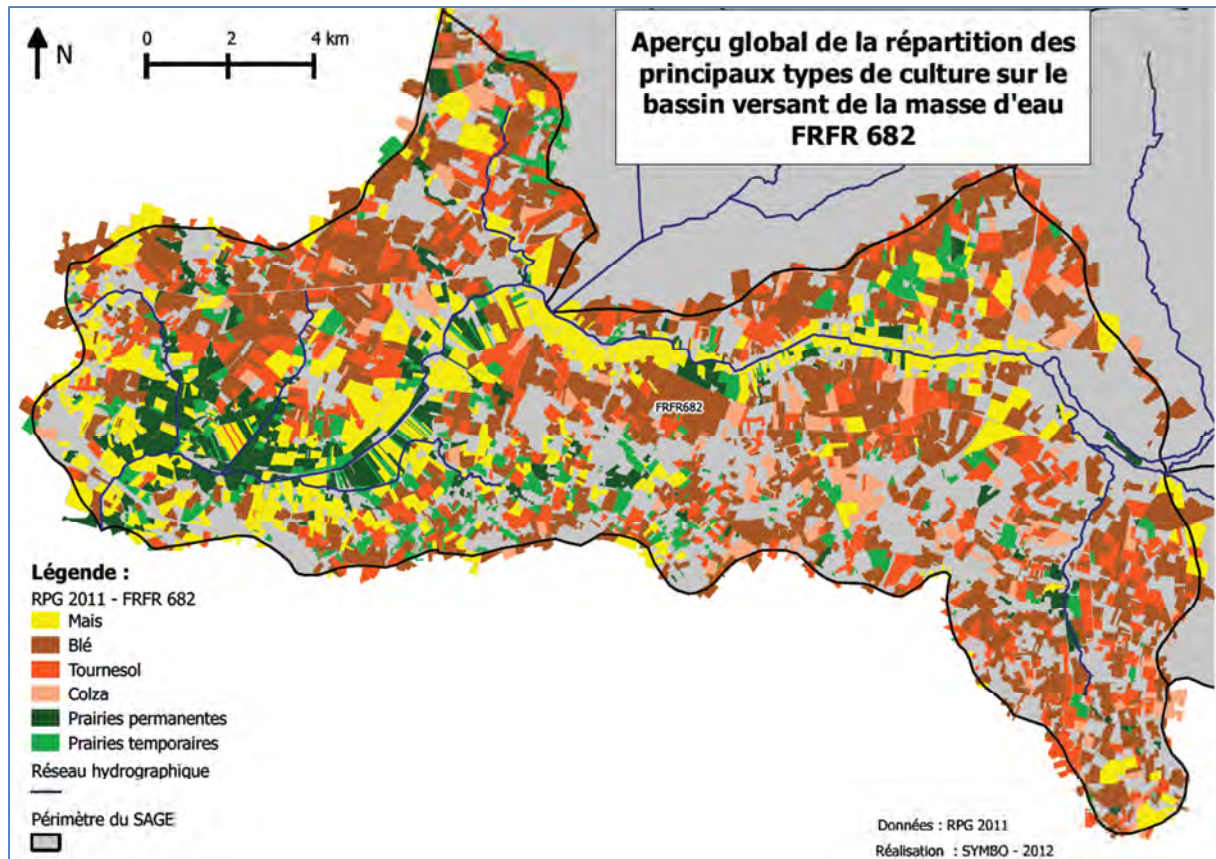 N
0 2 4 km
Aperçu global de la répartition des
principaux types de culture sur le
bassin versant de la masse d'eau
FRFR 682
FRFR682
Légende :
RPG 2011 - FRFR 682
Mais
Blé
Tournesol
Colza
Prairies permanentes
Prairies temporaires
Réseau hydrographique
Périmètre du SAGE
Données : RPG 2011
Réalisation : SYMBO - 2012